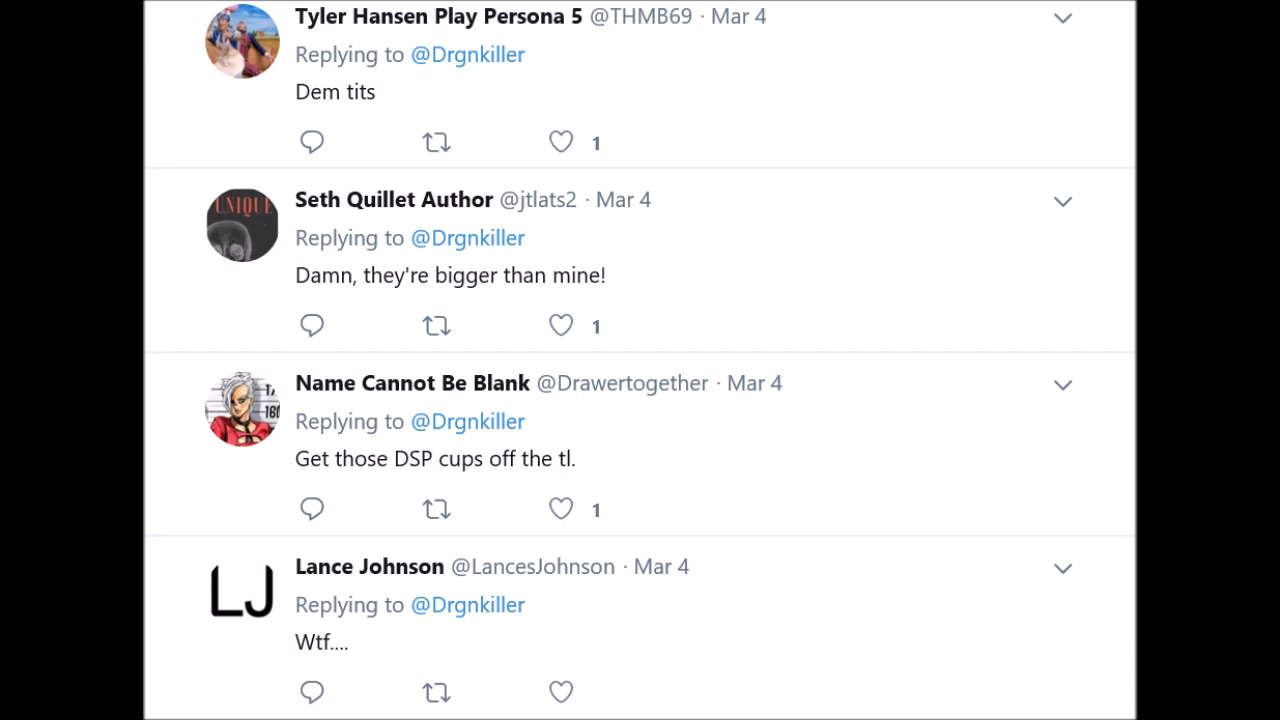 Tyler Hansen Play Persona 5 @THMB69 · Mar 4
Replying to @Drgnkiller
Dem tits
1
UNIQUE
Seth Quillet Author @jtlats2 · Mar 4
Replying to @Drgnkiller
Damn, they're bigger than mine!
1
Name Cannot Be Blank @Drawertogether · Mar 4
Replying to @Drgnkiller
Get those DSP cups off the tl.
1
LJ
Lance Johnson @LancesJohnson · Mar 4
Replying to @Drgnkiller
Wtf....